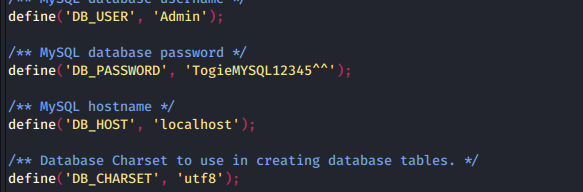 /** MySQL database username */
define('DB_USER', 'Admin');
/** MySQL database password */
define('DB_PASSWORD', 'TogieMYSQL12345^^');
/** MySQL hostname */
define('DB_HOST', 'localhost');
/** Database Charset to use in creating database tables. */
define('DB_CHARSET', 'utf8');